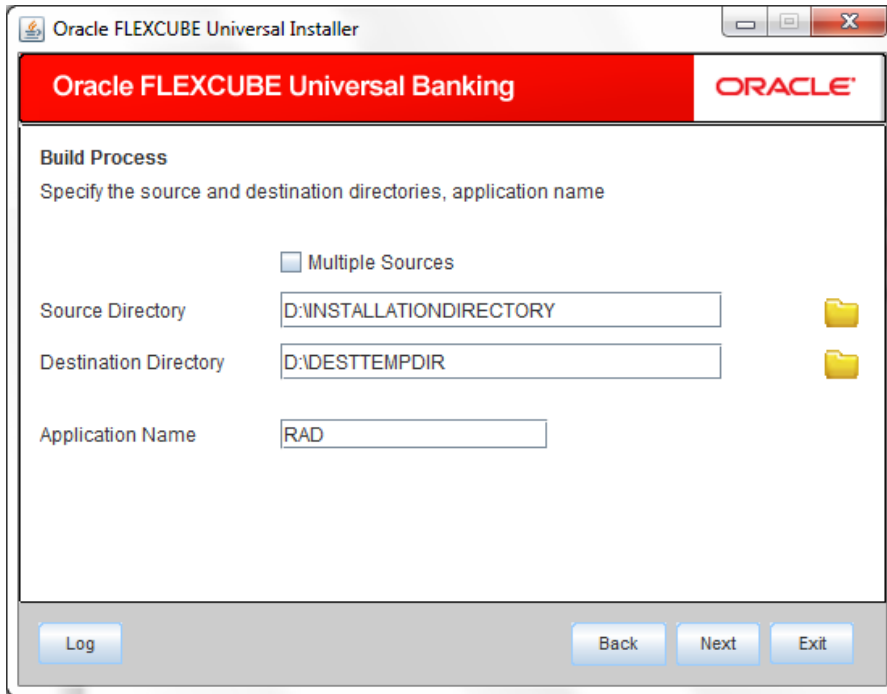 Oracle FLEXCUBE Universal Installer
Oracle FLEXCUBE Universal Banking
ORACLE
Build Process
Specify the source and destination directories, application name
Multiple Sources
Source Directory D:\INSTALLATIONDIRECTORY
Destination Directory D:\DESTTEMPDIR
Application Name RAD
Log Back Next Exit